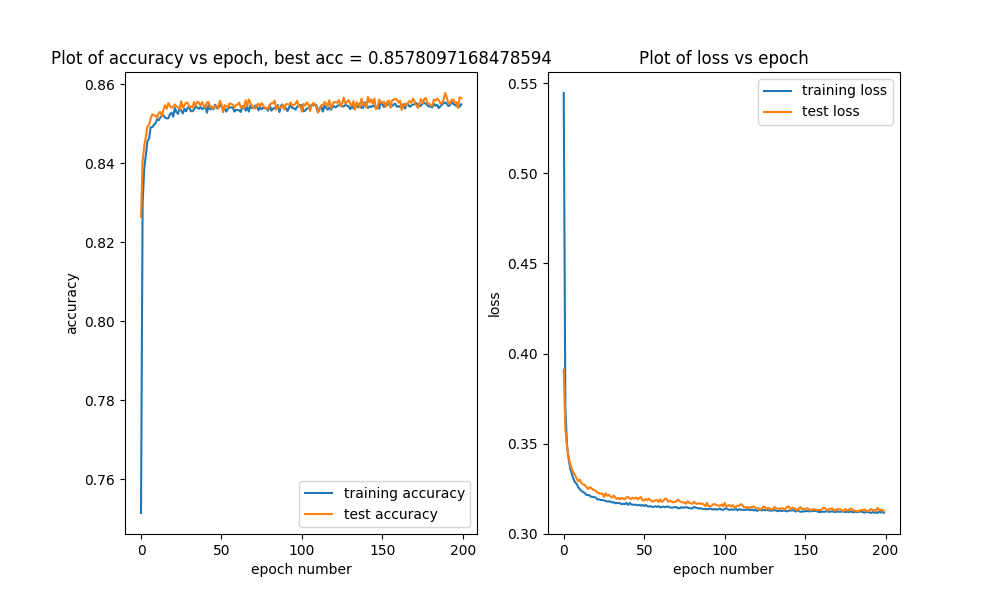 Plot of accuracy vs epoch, best acc = 0.8578097168478594
0.86
0.84
0.82
0.80
0.78
0.76
accuracy
training accuracy
test accuracy
0
50
100
150
200
epoch number
Plot of loss vs epoch
0.55
0.50
0.45
0.40
0.35
0.30
loss
training loss
test loss
0
50
100
150
200
epoch number